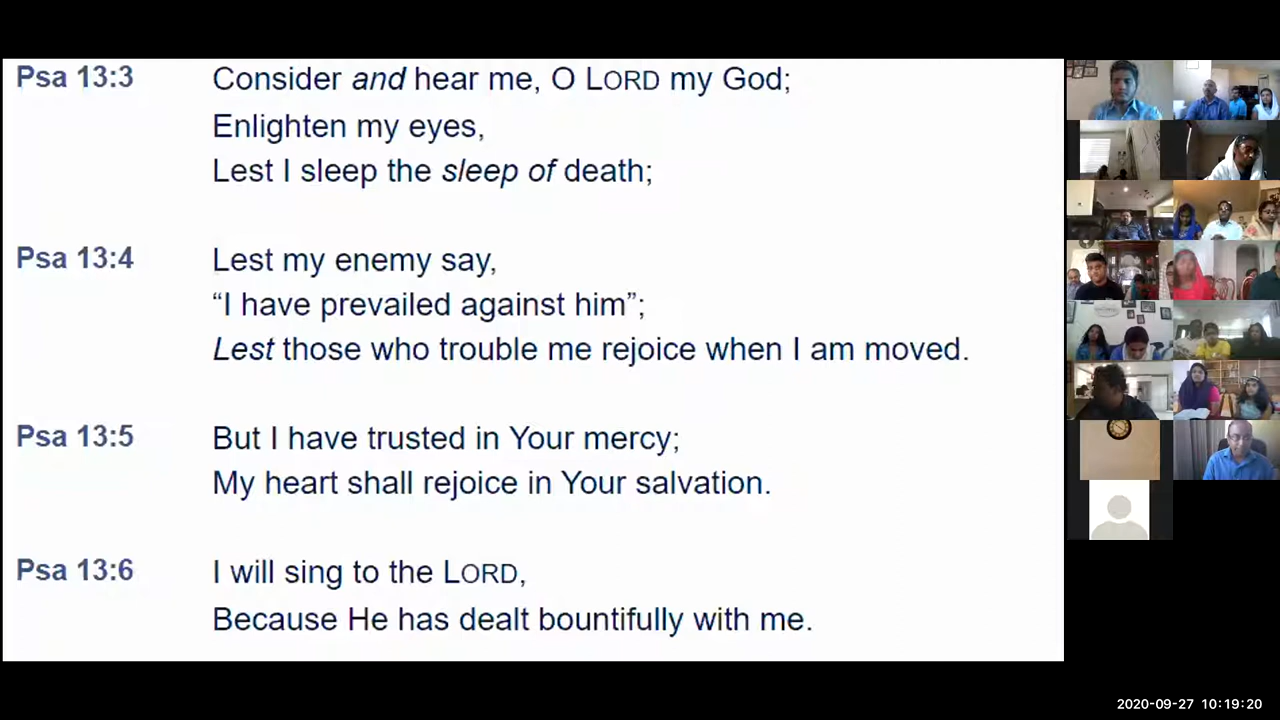 Psa 13:3 Consider and hear me, O LORD my God;
Enlighten my eyes,
Lest I sleep the sleep of death;
Psa 13:4 Lest my enemy say,
“I have prevailed against him”;
Lest those who trouble me rejoice when I am moved.
Psa 13:5 But I have trusted in Your mercy;
My heart shall rejoice in Your salvation.
Psa 13:6 I will sing to the LORD,
Because He has dealt bountifully with me.
2020-09-27 10:19:20